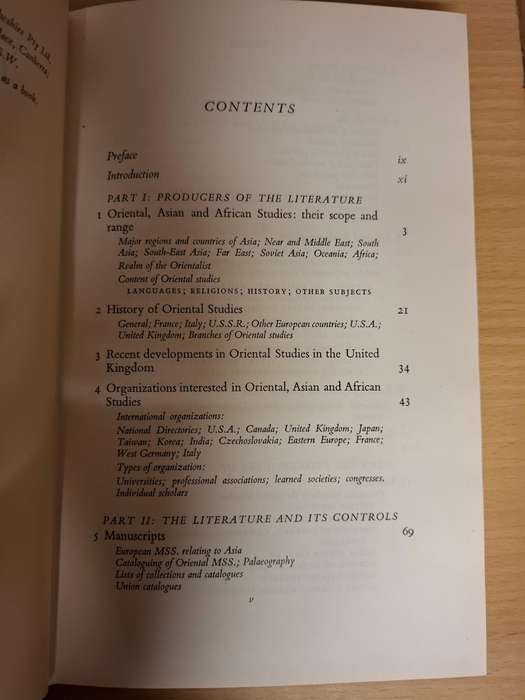 Cheshire Pty Ltd,
Place, Canberra;
S.W.
as a book.
CONTENTS
Preface ix
Introduction xi
PART I: PRODUCERS OF THE LITERATURE
1 Oriental, Asian and African Studies: their scope and
range 3
Major regions and countries of Asia; Near and Middle East; South
Asia; South-East Asia; Far East; Soviet Asia; Oceania; Africa;
Realm of the Orientalist
Content of Oriental studies
LANGUAGES; RELIGIONS; HISTORY; OTHER SUBJECTS
2 History of Oriental Studies 21
General; France; Italy; U.S.S.R.; Other European countries; U.S.A.;
United Kingdom; Branches of Oriental studies
3 Recent developments in Oriental Studies in the United
Kingdom 34
4 Organizations interested in Oriental, Asian and African
Studies 43
International organizations:
National Directories; U.S.A.; Canada; United Kingdom; Japan;
Taiwan; Korea; India; Czechoslovakia; Eastern Europe; France;
West Germany; Italy
Types of organization:
Universities; professional associations; learned societies; congresses.
Individual scholars
PART II: THE LITERATURE AND ITS CONTROLS
5 Manuscripts 69
European MSS. relating to Asia
Cataloguing of Oriental MSS.; Palaeography
Lists of collections and catalogues
Union catalogues
v